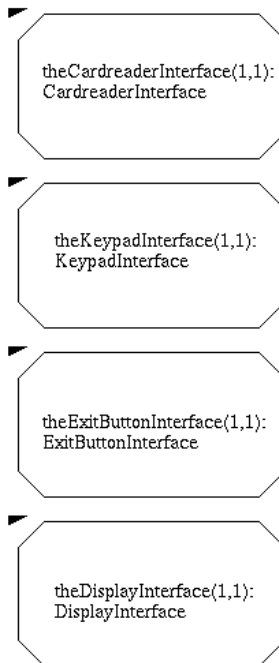 theCardreaderInterface(1,1):
CardreaderInterface
theKeypadInterface(1,1):
KeypadInterface
theExitButtonInterface(1,1):
ExitButtonInterface
theDisplayInterface(1,1):
DisplayInterface